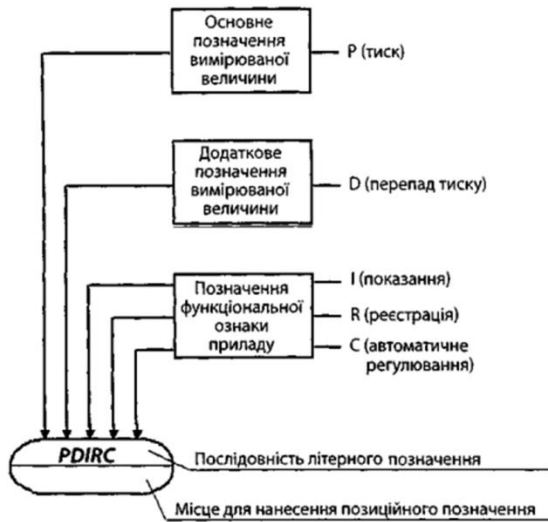 Основне
позначення
вимірюваної
величини
P (тиск)
Додаткове
позначення
вимірюваної
величини
D (перепад тиску)
Позначення
функціональної
ознаки
приладу
I (показання)
R (реєстрація)
C (автоматичне
регулювання)
PDIRC
Послідовність літерного позначення
Місце для нанесення позиційного позначення